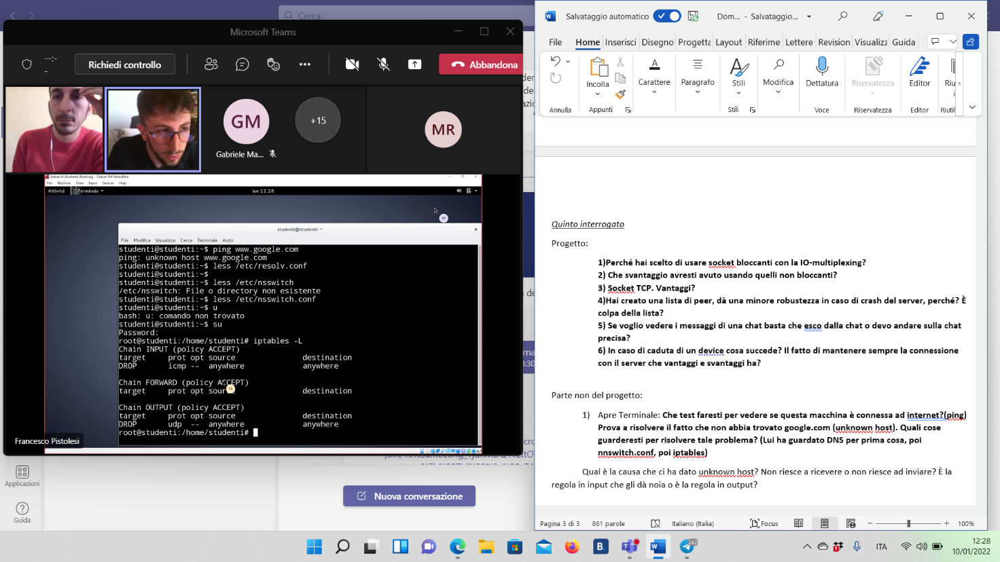 Cerca
Microsoft Teams
Richiedi controllo
Abbandona
GM
Gabriele Ma...
+15
MR
Debian 8 (Studenti) [Running] - Oracle VM VirtualBox
File Machine View Input Devices Help
Attività Terminale
lun 12.28
FP
studenti@studenti: ~
File Modifica Visualizza Cerca Terminale Aiuto
studenti@studenti:~$ ping www.google.com
ping: unknown host www.google.com
studenti@studenti:~$ less /etc/resolv.conf
studenti@studenti:~$
studenti@studenti:~$ less /etc/nsswitch
/etc/nsswitch: File o directory non esistente
studenti@studenti:~$ less /etc/nsswitch.conf
studenti@studenti:~$ u
bash: u: comando non trovato
studenti@studenti:~$ su
Password:
root@studenti:/home/studenti# iptables -L
Chain INPUT (policy ACCEPT)
target prot opt source destination
DROP icmp -- anywhere anywhere
Chain FORWARD (policy ACCEPT)
target prot opt source destination
Chain OUTPUT (policy ACCEPT)
target prot opt source destination
DROP udp -- anywhere anywhere
root@studenti:/home/studenti#
Francesco Pistolesi
Applicazioni
Guida
Nuova conversazione
Salvataggio automatico Dom... - Salvataggio...
File Home Inserisci Disegno Progetta Layout Riferime Lettere Revision Visualizz Guida
Incolla Carattere Paragrafo Stili Modifica Dettatura Riservatezza Editor Riu
Annulla Appunti Stili Voce Riservatezza Editor Riutil
Quinto interrogato
Progetto:
1)Perché hai scelto di usare socket bloccanti con la IO-multiplexing?
2) Che svantaggio avresti avuto usando quelli non bloccanti?
3) Socket TCP. Vantaggi?
4)Hai creato una lista di peer, dà una minore robustezza in caso di crash del server, perché? È
colpa della lista?
5) Se voglio vedere i messaggi di una chat basta che esco dalla chat o devo andare sulla chat
precisa?
6) In caso di caduta di un device cosa succede? Il fatto di mantenere sempre la connessione
con il server che vantaggi e svantaggi ha?
Parte non del progetto:
1) Apre Terminale: Che test faresti per vedere se questa macchina è connessa ad internet?(ping)
Prova a risolvere il fatto che non abbia trovato google.com (unknown host). Quali cose
guarderesti per risolvere tale problema? (Lui ha guardato DNS per prima cosa, poi
nnswitch.conf, poi iptables)
Qual è la causa che ci ha dato unknown host? Non riesce a ricevere o non riesce ad inviare? È la
regola in input che gli dà noia o è la regola in output?
Pagina 3 di 3 861 parole Italiano (Italia) Focus 100%
B.
242
ITA
12:28
10/01/2022